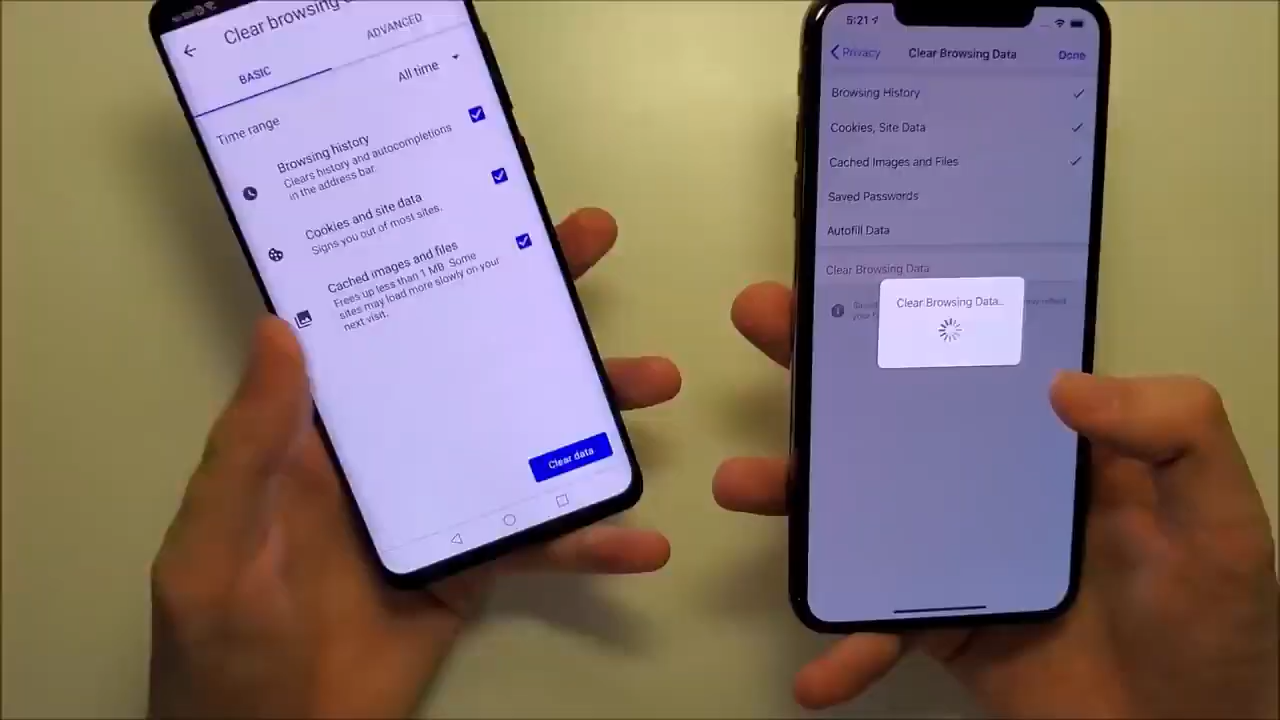 Clear browsing
BASIC
ADVANCED
All time
Time range
Browsing history
Clears history and autocompletions
in the address bar.
Cookies and site data
Signs you out of most sites.
Cached images and files
Frees up less than 1 MB. Some
sites may load more slowly on your
next visit.
Clear data
5:21
Privacy
Clear Browsing Data
Done
Browsing History
Cookies, Site Data
Cached Images and Files
Saved Passwords
Autofill Data
Clear Browsing Data
Clear Browsing Data...